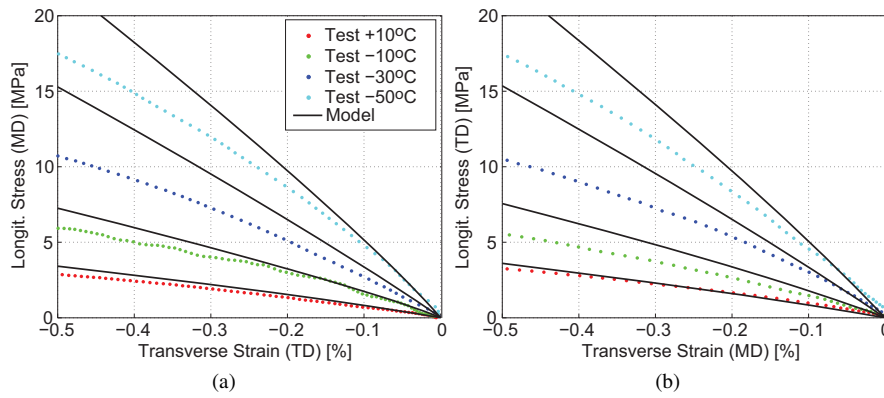 20
15
10
5
0
−0.5
−0.4
−0.3
−0.2
−0.1
0
Longit. Stress (MD) [MPa]
Transverse Strain (TD) [%]
Test +10ºC
Test −10ºC
Test −30ºC
Test −50ºC
Model
(a)
20
15
10
5
0
−0.5
−0.4
−0.3
−0.2
−0.1
0
Longit. Stress (TD) [MPa]
Transverse Strain (MD) [%]
(b)